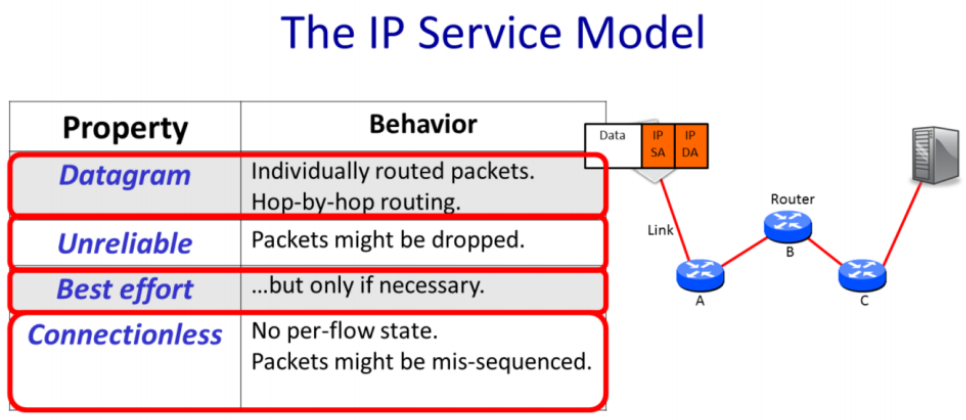 The IP Service Model
Property
Behavior
Datagram
Individually routed packets.
Hop-by-hop routing.
Unreliable
Packets might be dropped.
Best effort
...but only if necessary.
Connectionless
No per-flow state.
Packets might be mis-sequenced.
Data
IP
SA
IP
DA
Link
Router
A
B
C